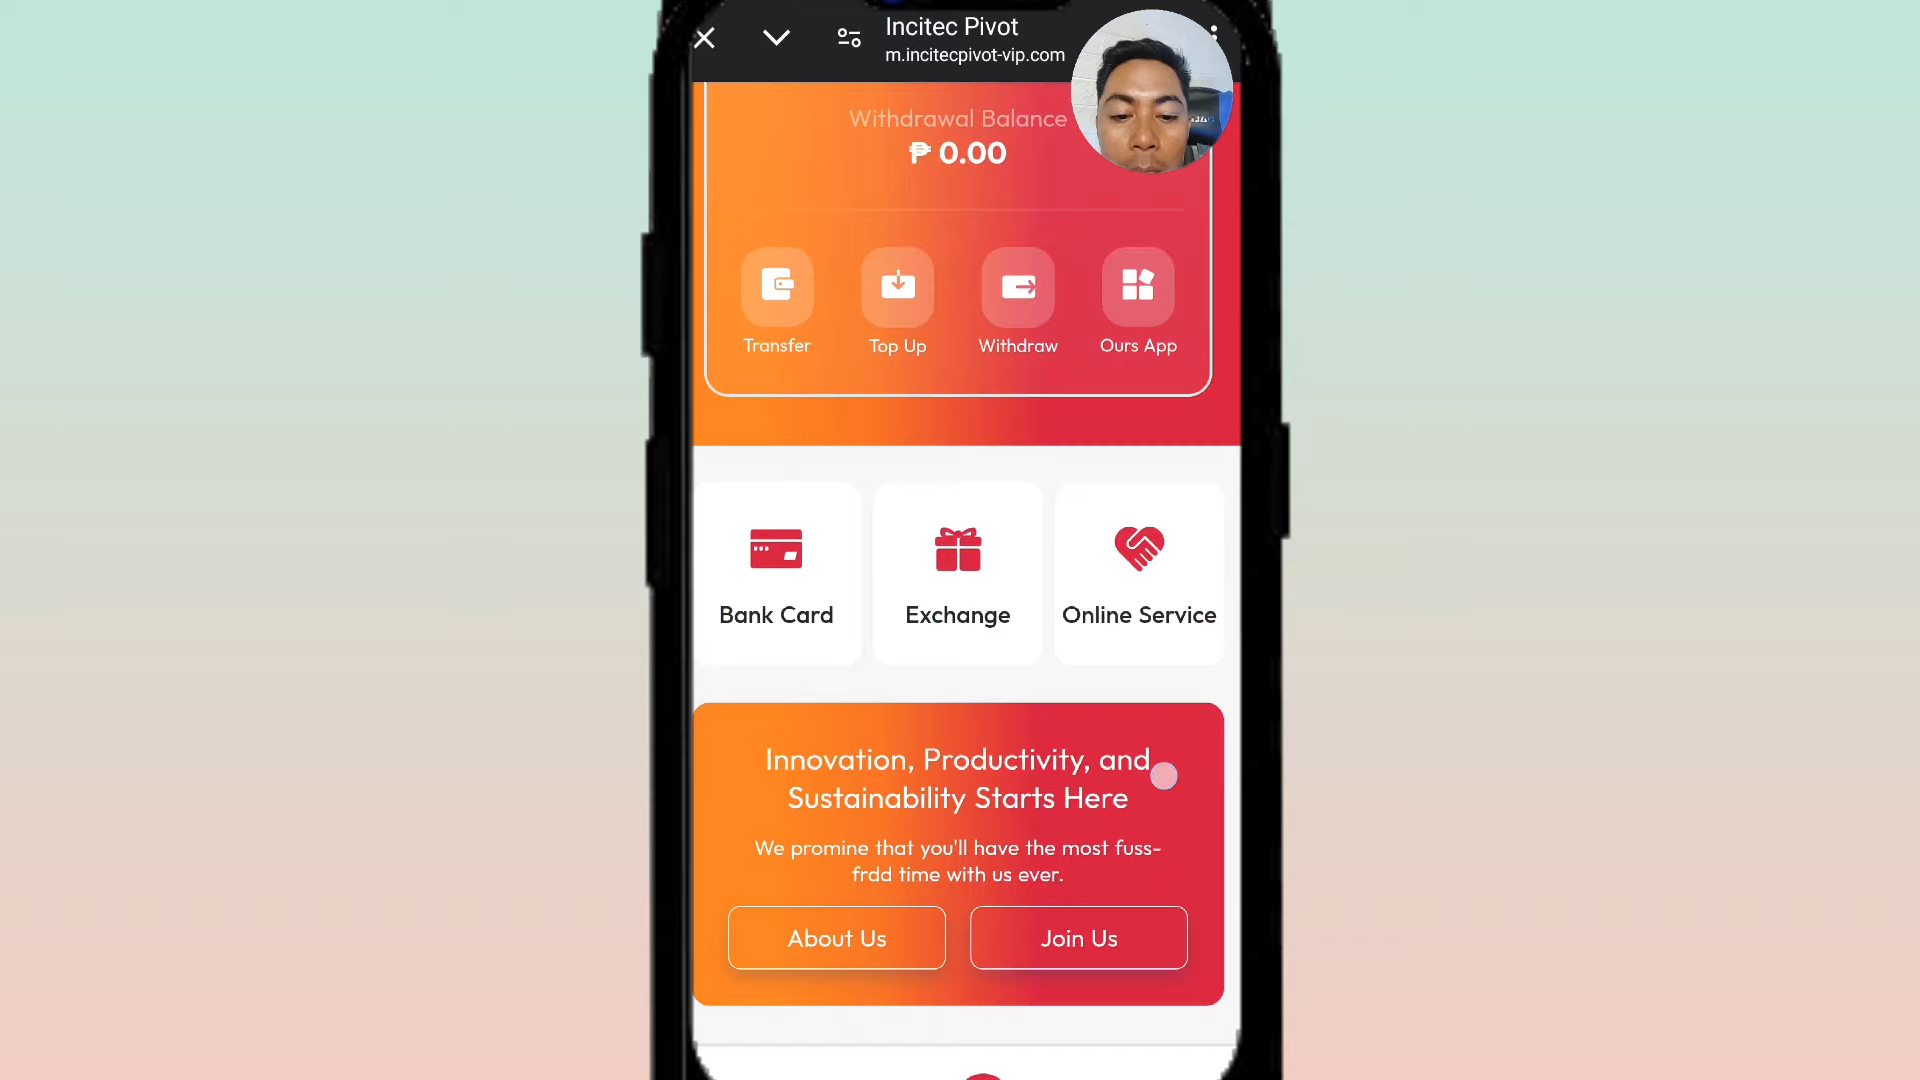 Incitec Pivot
m.incitecpivot-vip.com
Withdrawal Balance
₱ 0.00
Transfer
Top Up
Withdraw
Ours App
Bank Card
Exchange
Online Service
Innovation, Productivity, and
Sustainability Starts Here
We promine that you'll have the most fuss-
frdd time with us ever.
About Us
Join Us